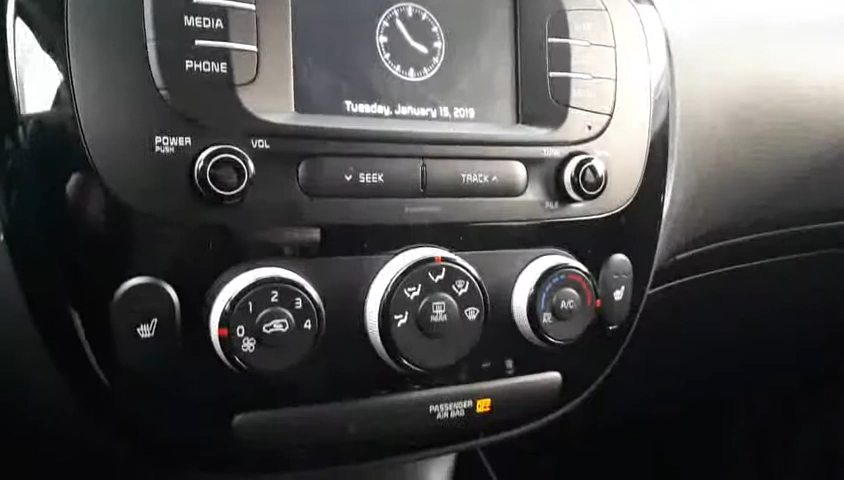 MEDIA
PHONE
Tuesday, January 15, 2019
POWER
PUSH
VOL
SEEK
TRACK
TUNE
FILE
0
1
2
3
4
REAR
A/C
PASSENGER
AIR BAG
OFF